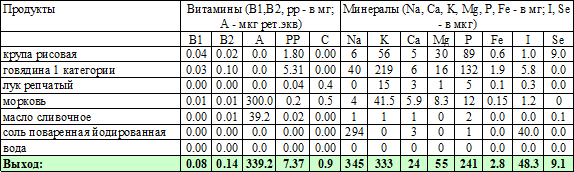 Продукты Витамины (В1,В2, рр - в мг; Минералы (Na, Ca, K, Mg, P, Fe - в мг; I, Se
А - мкг рет.экв) - в мкг)
В1 В2 А РР С Na K Ca Mg P Fe I Se
крупа рисовая 0.04 0.02 0.0 1.80 0.00 6 56 5 30 89 0.6 1.0 9.0
говядина 1 категории 0.03 0.10 0.0 5.31 0.00 40 219 6 16 132 1.9 5.8 0.0
лук репчатый 0.00 0.00 0.0 0.04 0.4 0 15 3 1 5 0.1 0.3 0.0
морковь 0.01 0.01 300.0 0.2 0.5 4 41.5 5.9 8.3 12 0.15 1.2 0
масло сливочное 0.00 0.01 39.2 0.02 0.00 1 1 1 0 2 0.0 0.0 0.1
соль поваренная йодированная 0.00 0.00 0.0 0.00 0.00 294 0 3 0 1 0.0 40.0 0.0
вода 0.00 0.00 0.0 0.00 0.00 0 0 0 0 0 0.0 0.0 0.0
Выход: 0.08 0.14 339.2 7.37 0.9 345 333 24 55 241 2.8 48.3 9.1